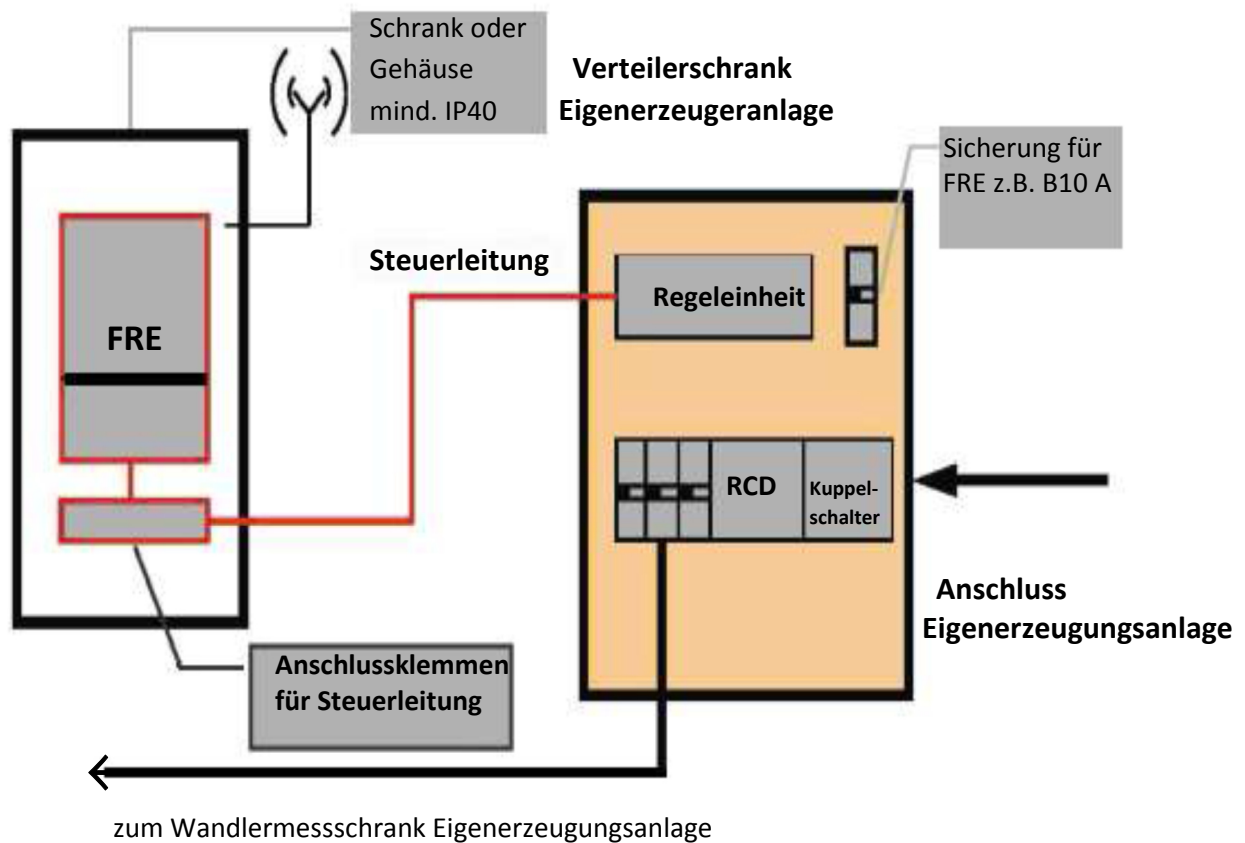 Schrank oder
Gehäuse
mind. IP40
Verteilerschrank
Eigenerzeugeranlage
Sicherung für
FRE z.B. B10 A
Steuerleitung
Regeleinheit
FRE
RCD
Kuppel-
schalter
Anschluss
Eigenerzeugungsanlage
Anschlussklemmen
für Steuerleitung
zum Wandlermessschrank Eigenerzeugungsanlage